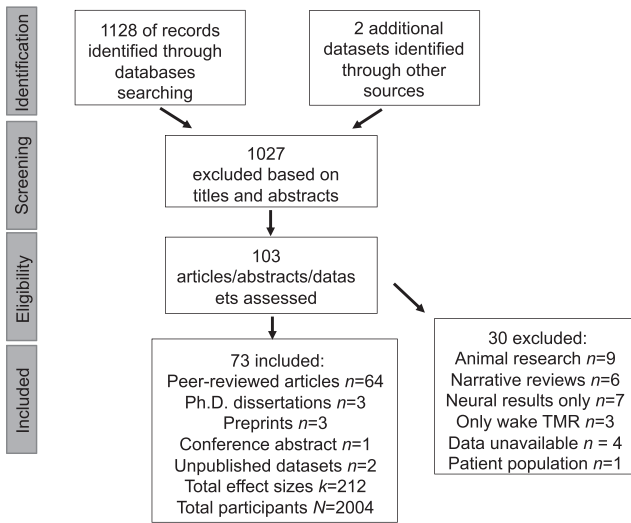 Identification
1128 of records
identified through
databases
searching
2 additional
datasets identified
through other
sources
Screening
1027
excluded based on
titles and abstracts
Eligibility
103
articles/abstracts/datas
ets assessed
Included
73 included:
Peer-reviewed articles n=64
Ph.D. dissertations n=3
Preprints n=3
Conference abstract n=1
Unpublished datasets n=2
Total effect sizes k=212
Total participants N=2004
30 excluded:
Animal research n=9
Narrative reviews n=6
Neural results only n=7
Only wake TMR n=3
Data unavailable n = 4
Patient population n=1